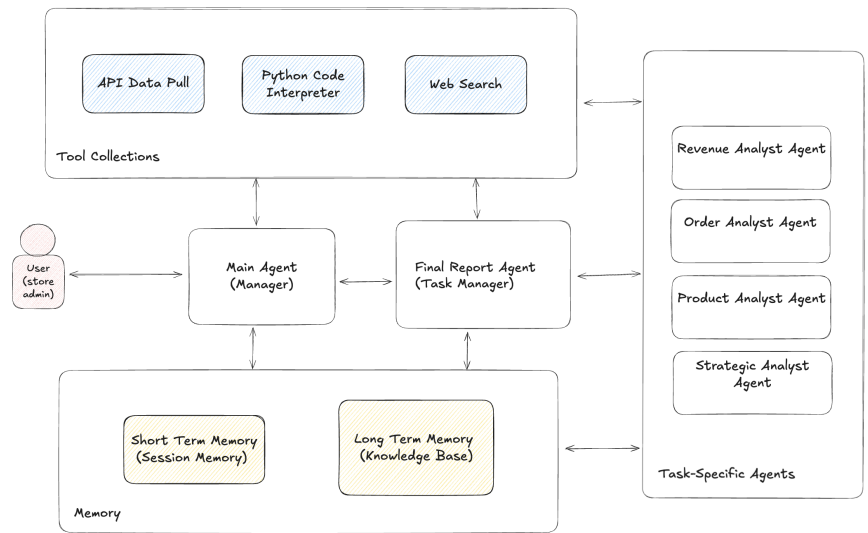 API Data Pull
Python Code
Interpreter
Web Search
Tool Collections
User
(store
admin)
Main Agent
(Manager)
Final Report Agent
(Task Manager)
Short Term Memory
(Session Memory)
Long Term Memory
(Knowledge Base)
Memory
Revenue Analyst Agent
Order Analyst Agent
Product Analyst Agent
Strategic Analyst
Agent
Task-Specific Agents